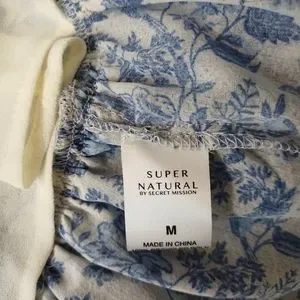 SUPER
NATURAL
BY SECRET MISSION
M
MADE IN CHINA